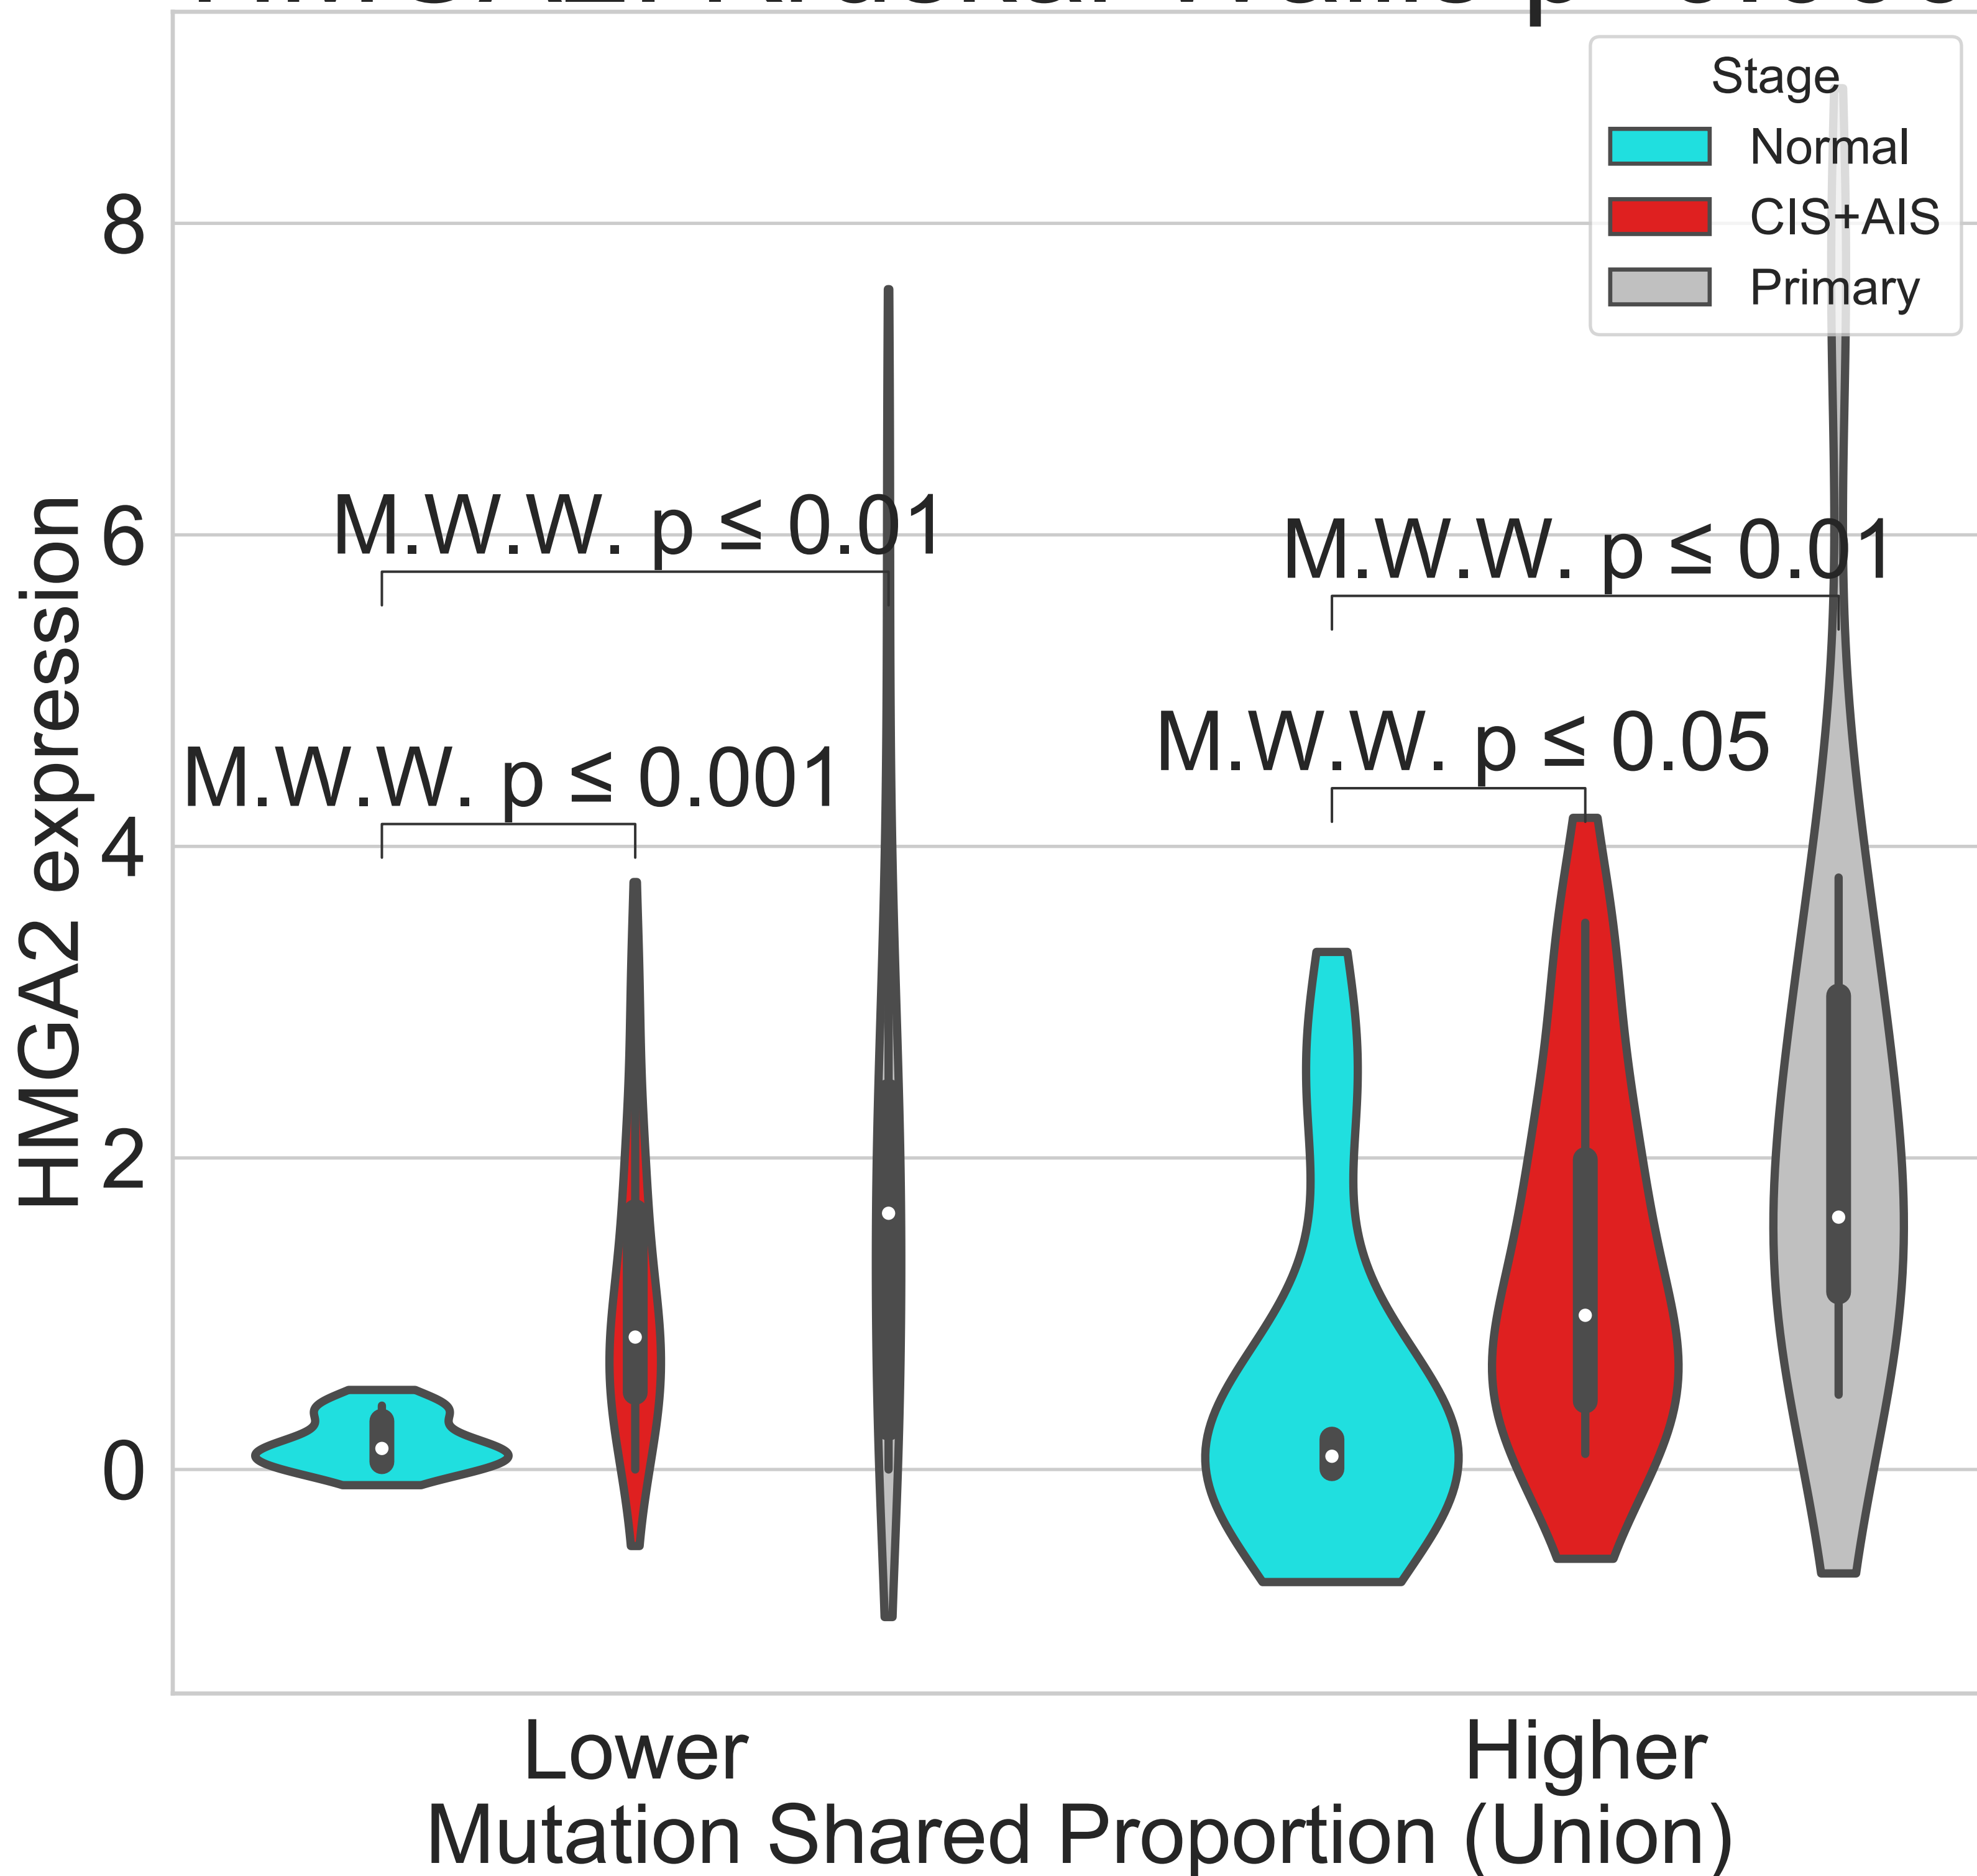 Stage
Normal
CIS+AIS
Primary
8
6
4
2
0
HMGA2 expression
M.W.W. p ≤ 0.01
M.W.W. p ≤ 0.01
M.W.W. p ≤ 0.05
M.W.W. p ≤ 0.001
Lower
Higher
Mutation Shared Proportion (Union)